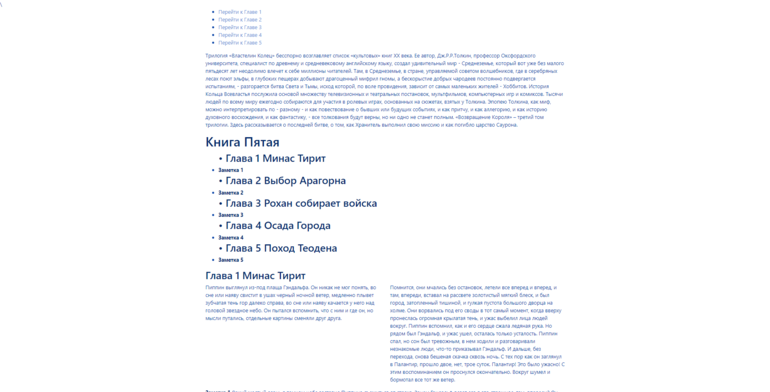 Перейти к Главе 1
Перейти к Главе 2
Перейти к Главе 3
Перейти к Главе 4
Перейти к Главе 5
Трилогия «Властелин Колец» бесспорно возглавляет список «культовых» книг XX века. Ее автор, Дж.Р.Р.Толкин, профессор Оксфордского
университета, специалист по древнему и средневековому английскому языку, создал удивительный мир - Средиземье, который вот уже без малого
пятьдесят лет неодолимо влечет к себе миллионы читателей. Там, в Средиземье, в стране, управляемой советом волшебников, где в серебряных
лесах поют эльфы, в глубоких пещерах добывают драгоценный мифрил гномы, а бескорыстие добрых народцев постоянно подвергается
испытаниям, - разгорается битва Света и Тьмы, исход которой, по воле провидения, зависит от самых маленьких жителей - Хоббитов. История
Кольца Всевластья послужила основой множеству телевизионных и театральных постановок, мультфильмов, компьютерных игр и комиксов. Тысячи
людей по всему миру ежегодно собираются для участия в ролевых играх, основанных на сюжетах, взятых у Толкина. Эпопею Толкина, как миф,
можно интерпретировать по - разному - и как повествование о бывших или будущих событиях, и как притчу, и как аллегорию, и как историю
духовного восхождения, и как фантастику, - все толкования будут верны, но ни одно не станет полным. «Возвращение Короля» – третий том
трилогии. Здесь рассказывается о последней битве, о том, как Хранитель выполнил свою миссию и как погибло царство Саурона.
Книга Пятая
Глава 1 Минас Тирит
Заметка 1
Глава 2 Выбор Арагорна
Заметка 2
Глава 3 Рохан собирает войска
Заметка 3
Глава 4 Осада Города
Заметка 4
Глава 5 Поход Теодена
Заметка 5
Глава 1 Минас Тирит
Пиппин выглянул из-под плаща Гэндальфа. Он никак не мог понять, во
сне или наяву свистит в ушах черный ночной ветер, медленно плывет
зубчатая тень гор далеко справа, во сне или наяву качается у него над
головой звездное небо. Он пытался вспомнить, что с ним и где он, но
мысли путались, отдельные картины сменяли друг друга.
Помнится, они мчались без остановок, летели все вперед и вперед, и
там, впереди, вставал на рассвете золотистый мягкий блеск, и был
город, затопленный тишиной, и гулкая пустота большого дворца на
холме. Они ворвались под его своды в тот самый момент, когда вверху
пронеслась огромная крылатая тень, и ужас выбелил лица людей
вокруг. Пиппин вспомнил, как и его сердце сжала ледяная рука. Но
рядом был Гэндальф, и ужас ушел, осталась только усталость. Пиппин
спал, но сон был тревожным, в нем ходили и разговаривали
незнакомые люди, что-то приказывал Гэндальф. И дальше, без
перехода, снова бешеная скачка сквозь ночь. С тех пор как он заглянул
в Палантир, прошло двое, нет, трое суток. Палантир! Это было ужасно! С
этим воспоминанием он проснулся окончательно. Вокруг шумел и
бормотал все тот же ветер.